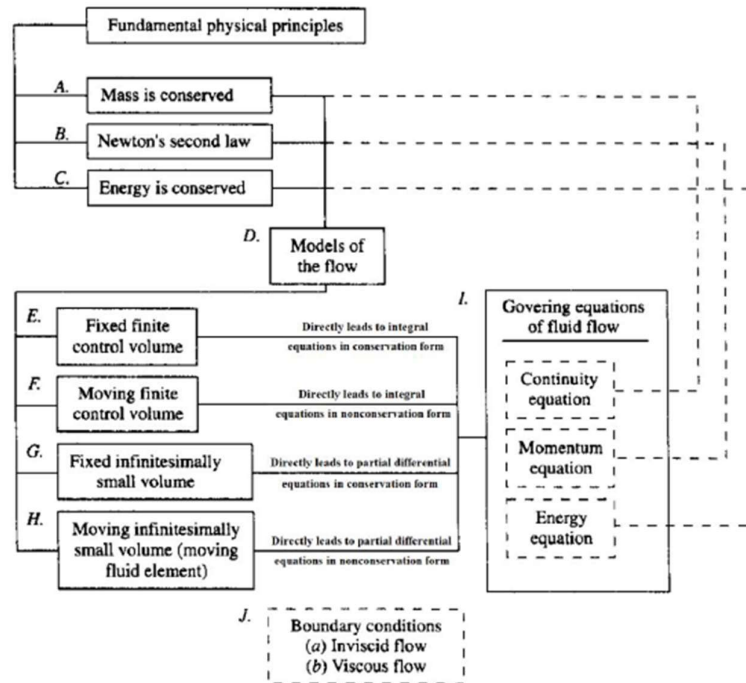 Fundamental physical principles
A.
Mass is conserved
B.
Newton's second law
C.
Energy is conserved
D.
Models of
the flow
E.
Fixed finite
control volume
Directly leads to integral
equations in conservation form
F.
Moving finite
control volume
Directly leads to integral
equations in nonconservation form
G.
Fixed infinitesimally
small volume
Directly leads to partial differential
equations in conservation form
H.
Moving infinitesimally
small volume (moving
fluid element)
Directly leads to partial differential
equations in nonconservation form
I.
Govering equations
of fluid flow
Continuity
equation
Momentum
equation
Energy
equation
J.
Boundary conditions
(a) Inviscid flow
(b) Viscous flow